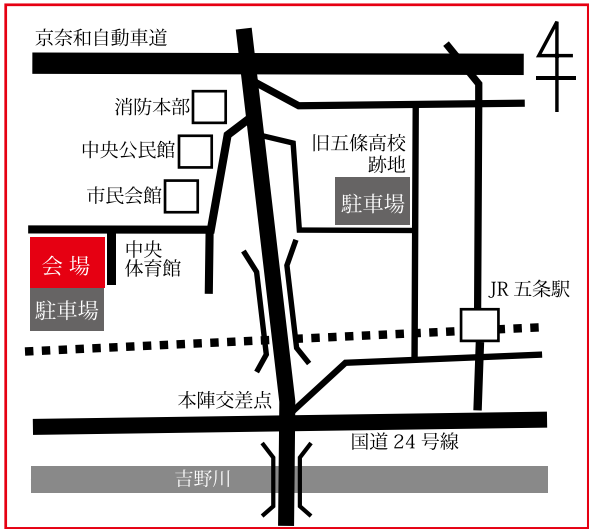 京奈和自動車道
消防本部
中央公民館
市民会館
旧五條高校
跡地
駐車場
会場
駐車場
中央
体育館
JR 五条駅
本陣交差点
国道 24 号線
吉野川